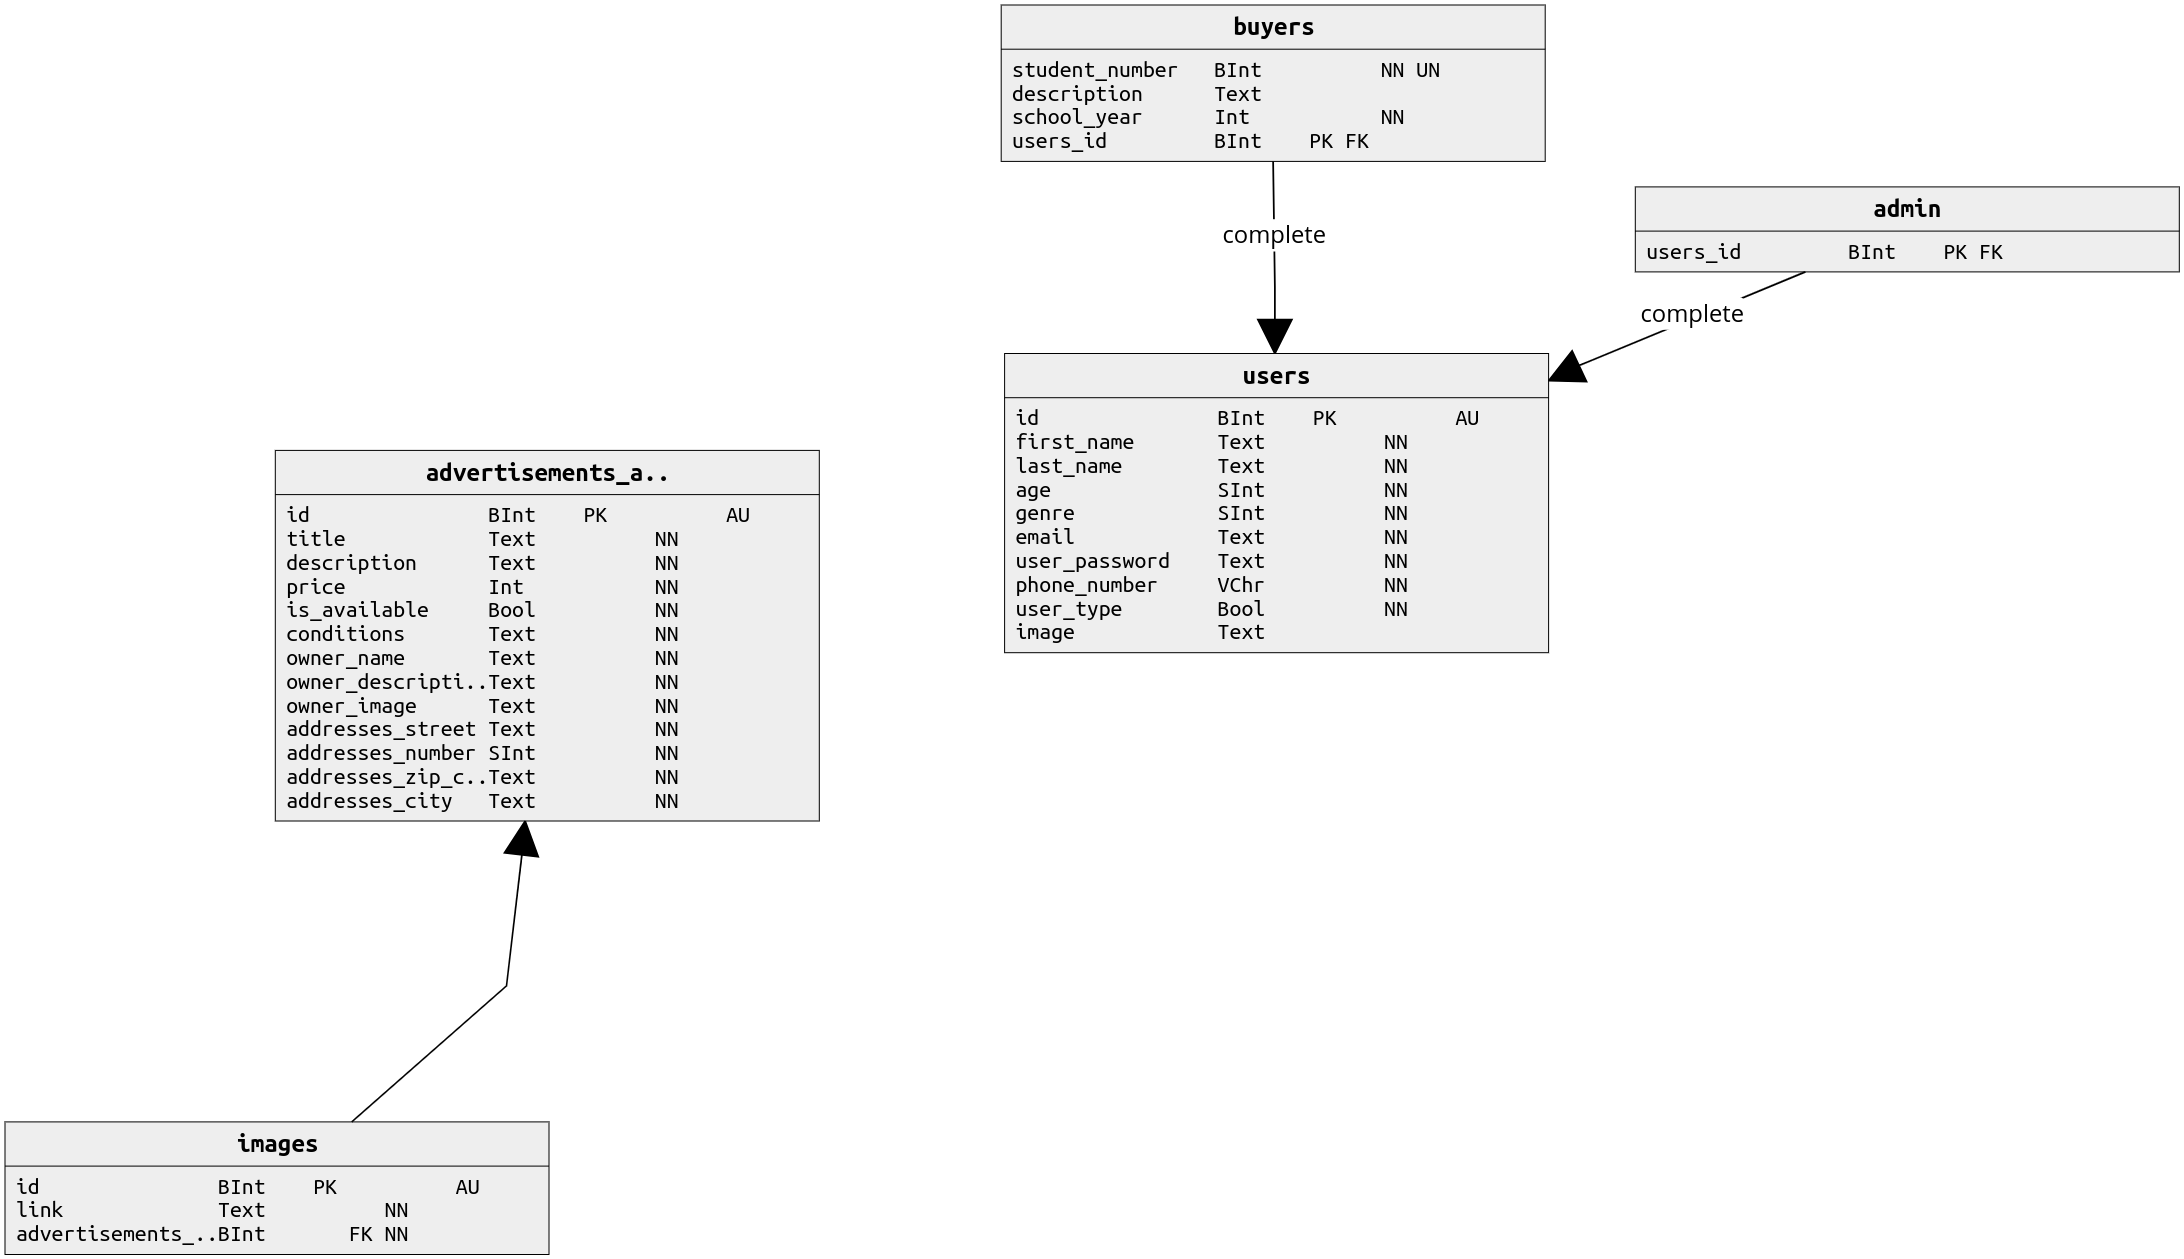 buyers
student_number BInt NN UN
description Text
school_year Int NN
users_id BInt PK FK
admin
users_id BInt PK FK
complete
complete
users
id BInt PK AU
first_name Text NN
last_name Text NN
age SInt NN
genre SInt NN
email Text NN
user_password Text NN
phone_number VChr NN
user_type Bool NN
image Text
advertisements_a..
id BInt PK AU
title Text NN
description Text NN
price Int NN
is_available Bool NN
conditions Text NN
owner_name Text NN
owner_descripti..Text NN
owner_image Text NN
addresses_street Text NN
addresses_number SInt NN
addresses_zip_c..Text NN
addresses_city Text NN
images
id BInt PK AU
link Text NN
advertisements_..BInt FK NN